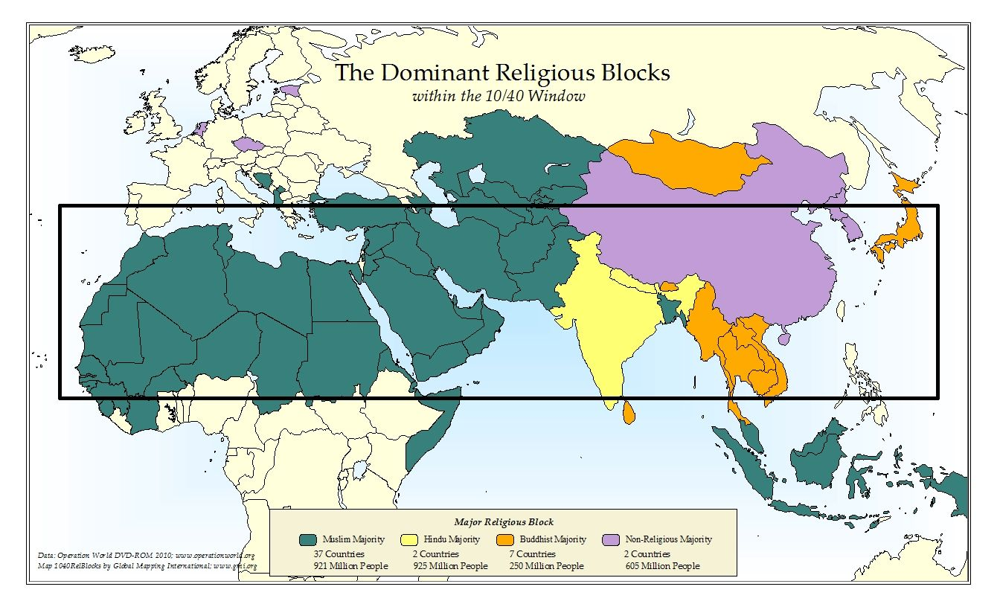 The Dominant Religious Blocks
within the 10/40 Window
Major Religious Block
Muslim Majority Hindu Majority Buddhist Majority Non-Religious Majority
37 Countries 2 Countries 7 Countries 2 Countries
921 Million People 925 Million People 250 Million People 605 Million People
Data: Operation World DVD-ROM 2010; www.operationworld.org
Map 1040RelBlocks by Global Mapping International; www.gmi.org